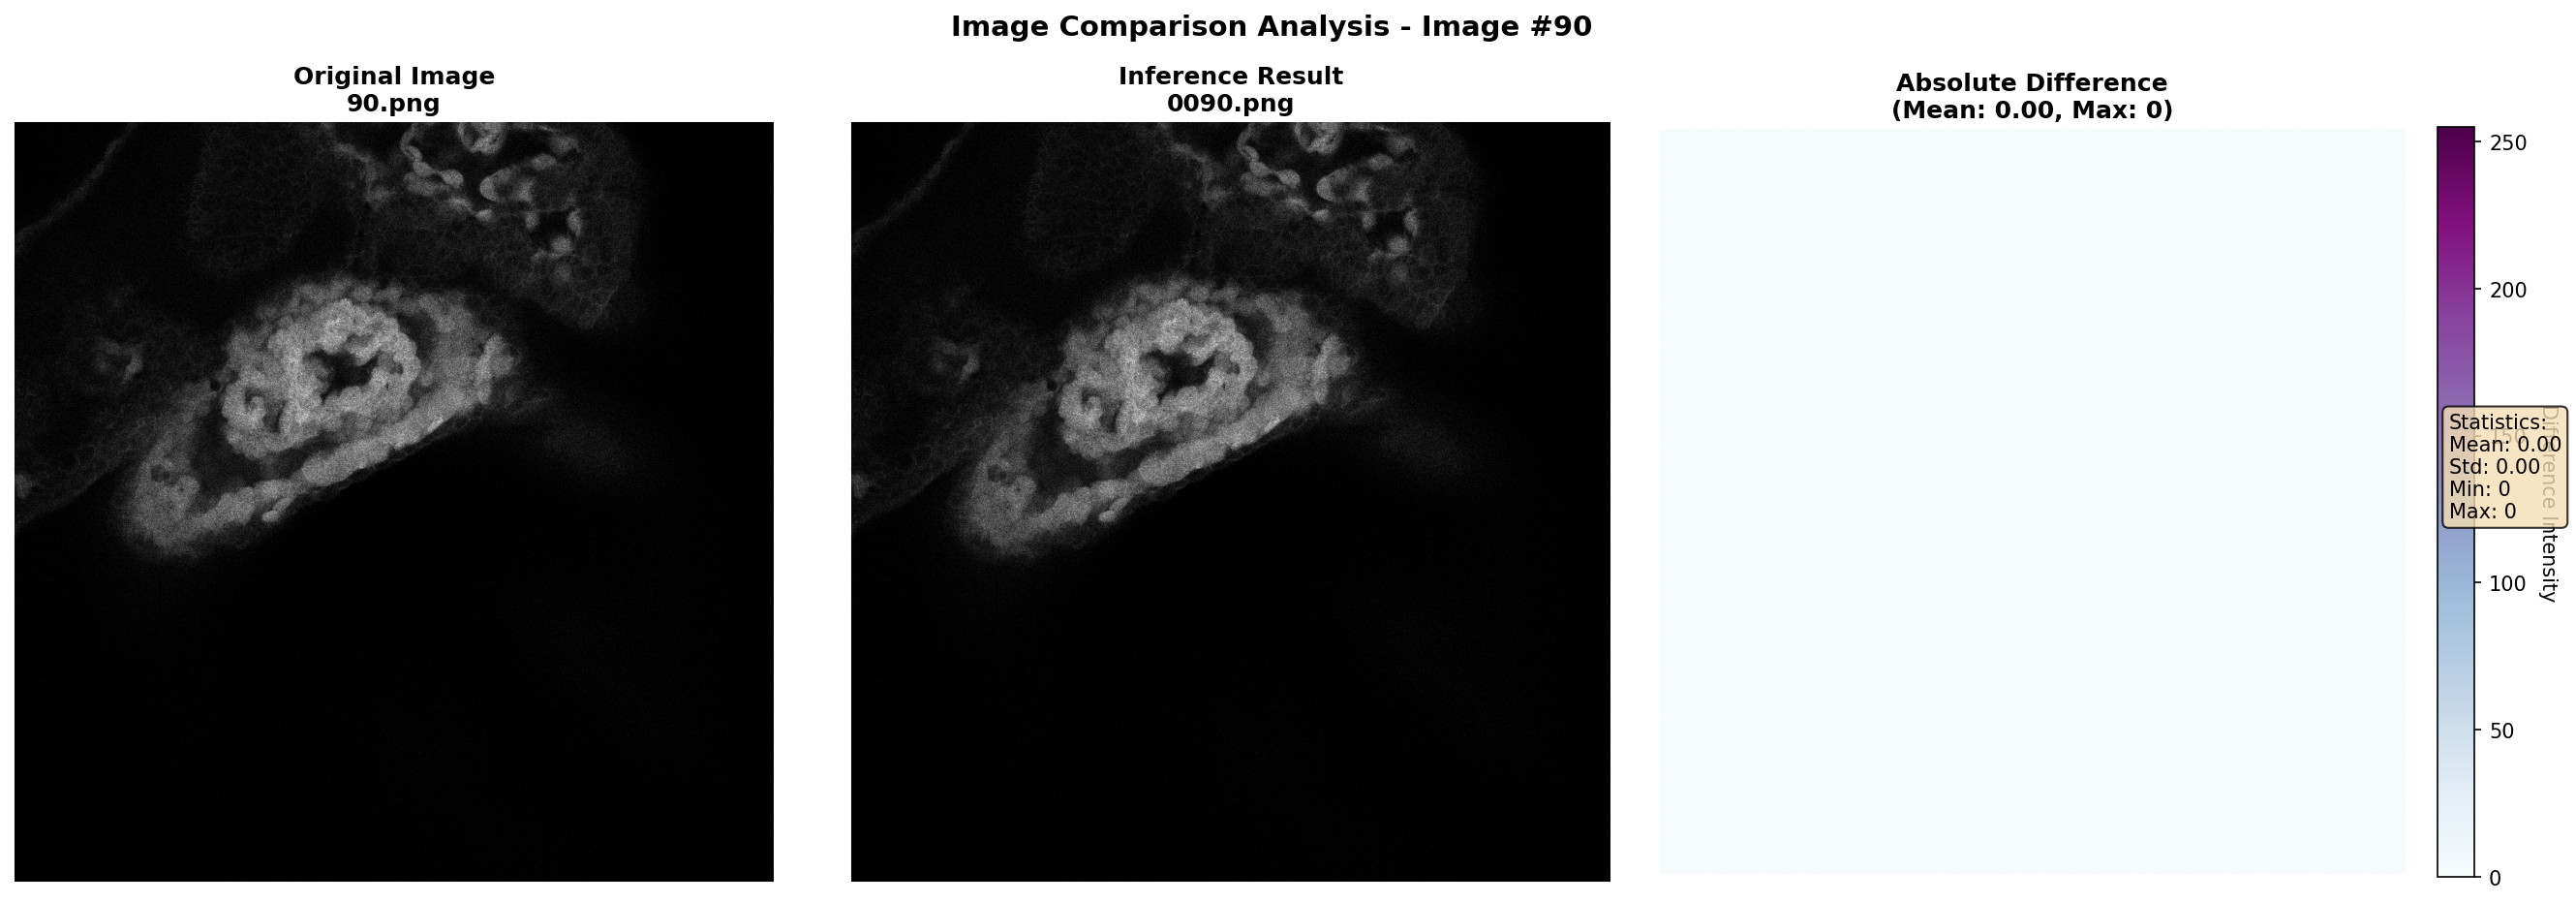 Image Comparison Analysis - Image #90
Original Image
90.png
Inference Result
0090.png
Absolute Difference
(Mean: 0.00, Max: 0)
250
200
150
100
50
0
Difference Intensity
Statistics:
Mean: 0.00
Std: 0.00
Min: 0
Max: 0